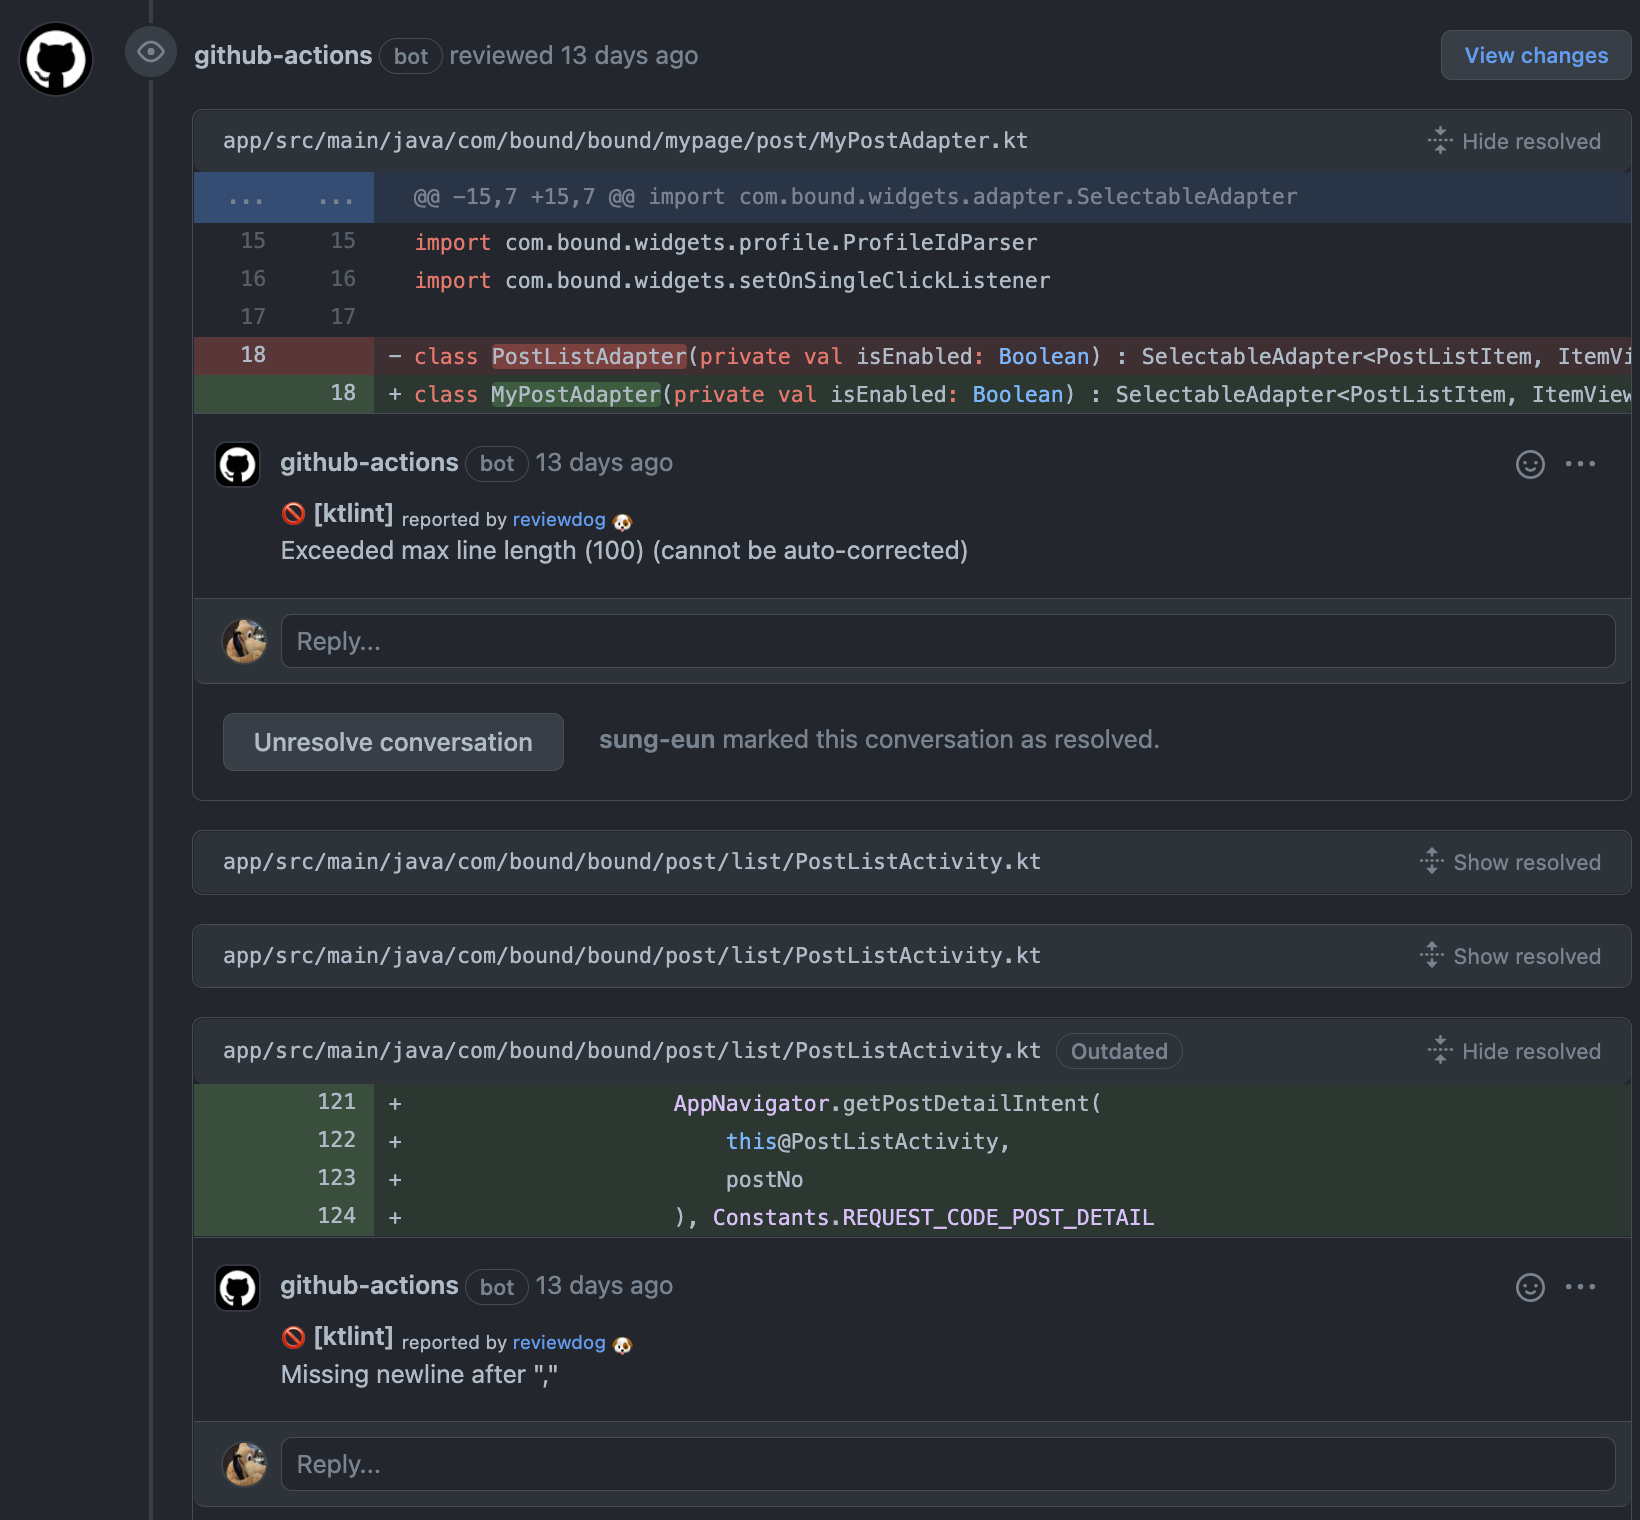 github-actions bot reviewed 13 days ago View changes
app/src/main/java/com/bound/bound/mypage/post/MyPostAdapter.kt Hide resolved
... ... @@ -15,7 +15,7 @@ import com.bound.widgets.adapter.SelectableAdapter
15 15 import com.bound.widgets.profile.ProfileIdParser
16 16 import com.bound.widgets.setOnSingleClickListener
17 17
18 - class PostListAdapter(private val isEnabled: Boolean) : SelectableAdapter<PostListItem, ItemVi
18 + class MyPostAdapter(private val isEnabled: Boolean) : SelectableAdapter<PostListItem, ItemView
github-actions bot 13 days ago
[ktlint] reported by reviewdog
Exceeded max line length (100) (cannot be auto-corrected)
Reply...
Unresolve conversation sung-eun marked this conversation as resolved.
app/src/main/java/com/bound/bound/post/list/PostListActivity.kt Show resolved
app/src/main/java/com/bound/bound/post/list/PostListActivity.kt Show resolved
app/src/main/java/com/bound/bound/post/list/PostListActivity.kt Outdated Hide resolved
121 + AppNavigator.getPostDetailIntent(
122 + this@PostListActivity,
123 + postNo
124 + ), Constants.REQUEST_CODE_POST_DETAIL
github-actions bot 13 days ago
[ktlint] reported by reviewdog
Missing newline after ","
Reply...